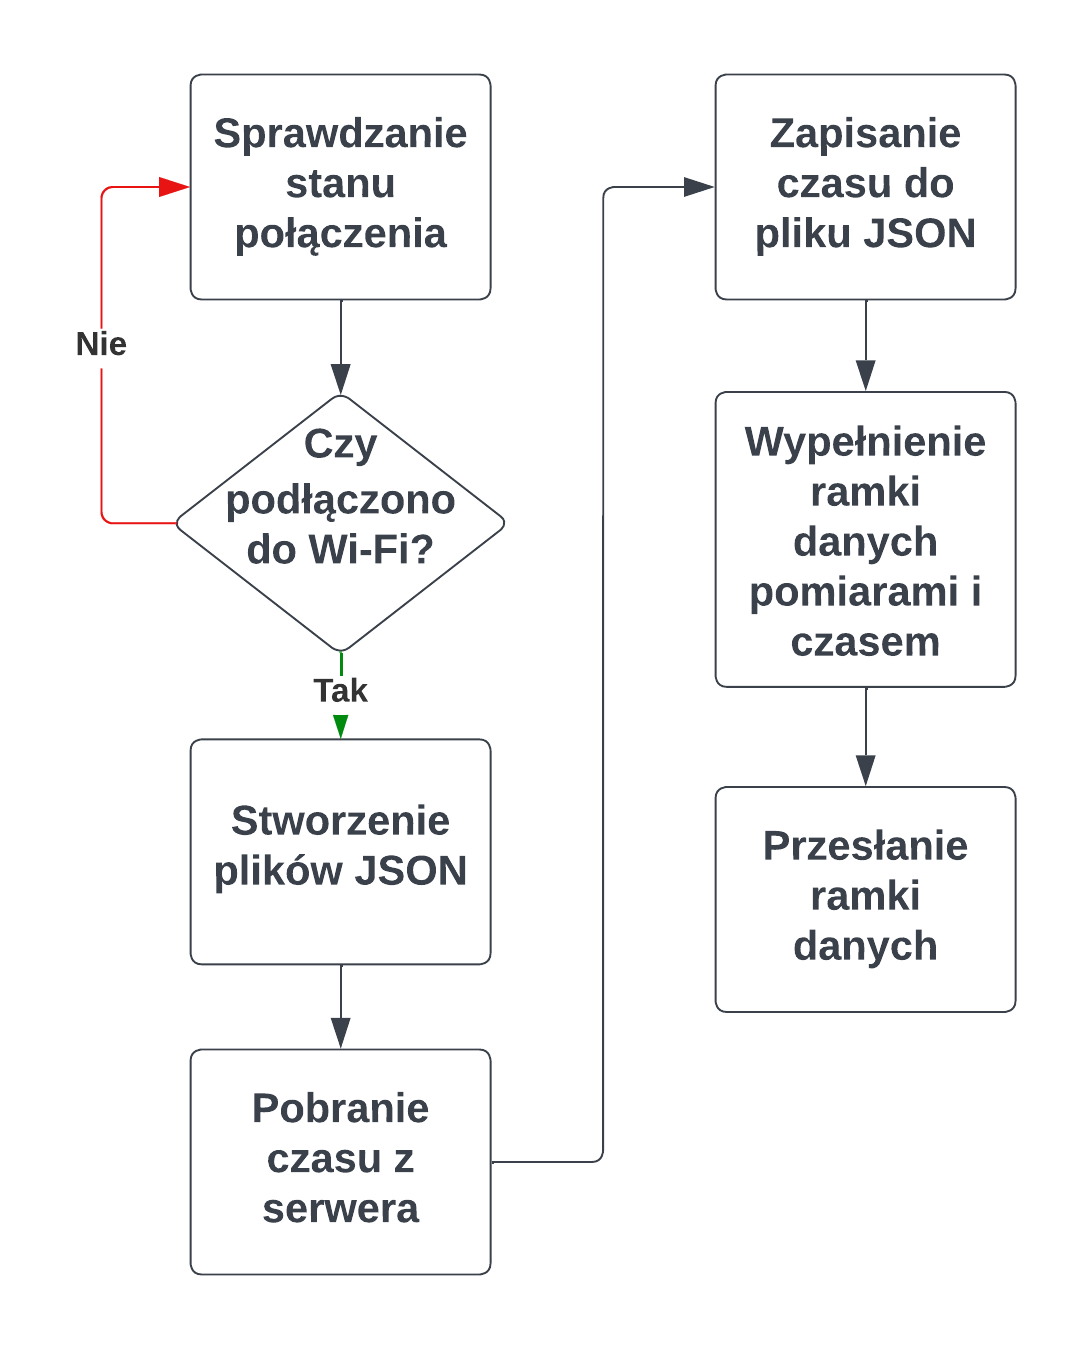 Sprawdzanie
stanu
połączenia
Nie
Czy
podłączono
do Wi-Fi?
Tak
Stworzenie
plików JSON
Pobranie
czasu z
serwera
Zapisanie
czasu do
pliku JSON
Wypełnienie
ramki
danych
pomiarami i
czasem
Przesłanie
ramki
danych